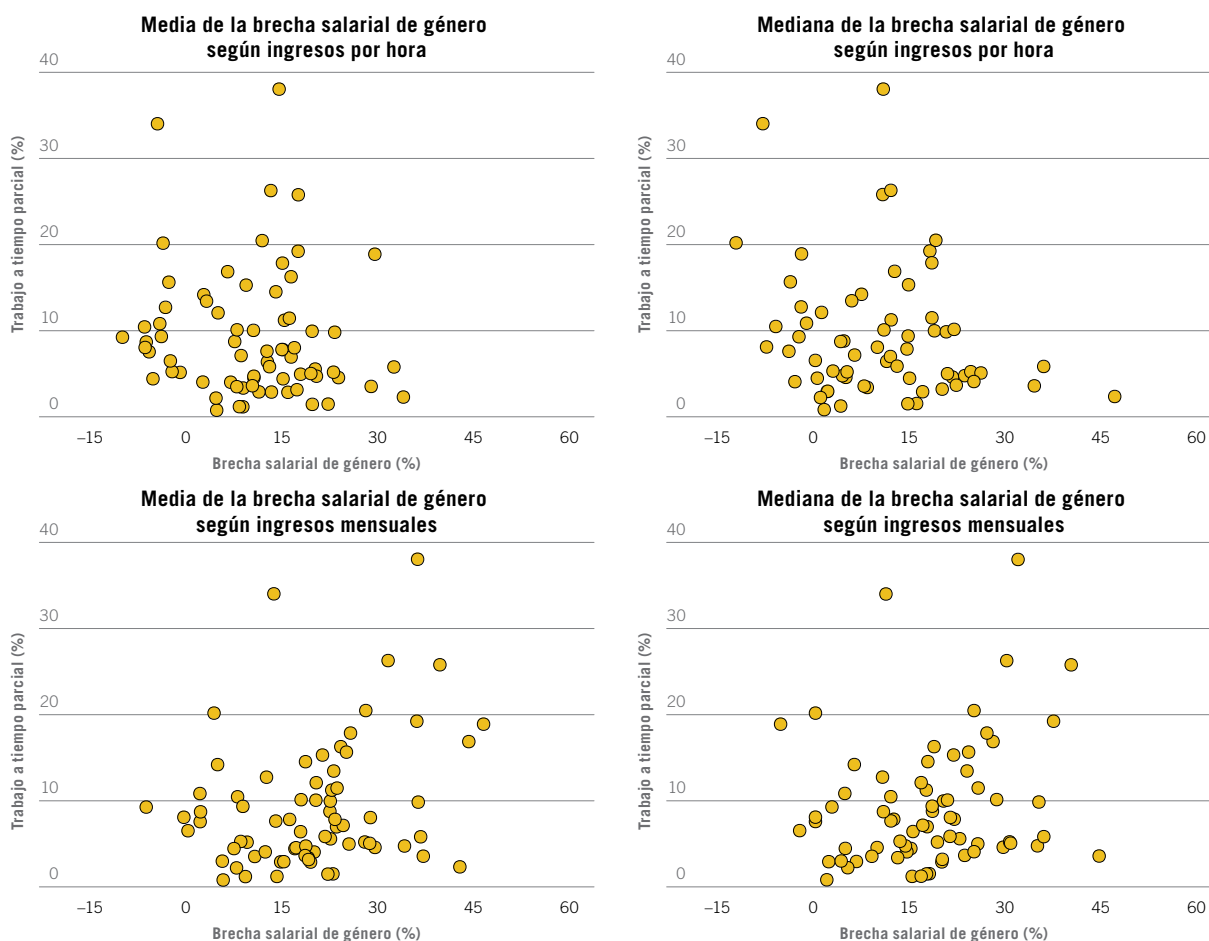 Media de la brecha salarial de género
según ingresos por hora
40
30
20
10
0
Trabajo a tiempo parcial (%)
–15 0 15 30 45 60
Brecha salarial de género (%)
Mediana de la brecha salarial de género
según ingresos por hora
40
30
20
10
0
Trabajo a tiempo parcial (%)
–15 0 15 30 45 60
Brecha salarial de género (%)
Media de la brecha salarial de género
según ingresos mensuales
40
30
20
10
0
Trabajo a tiempo parcial (%)
–15 0 15 30 45 60
Brecha salarial de género (%)
Mediana de la brecha salarial de género
según ingresos mensuales
40
30
20
10
0
Trabajo a tiempo parcial (%)
–15 0 15 30 45 60
Brecha salarial de género (%)